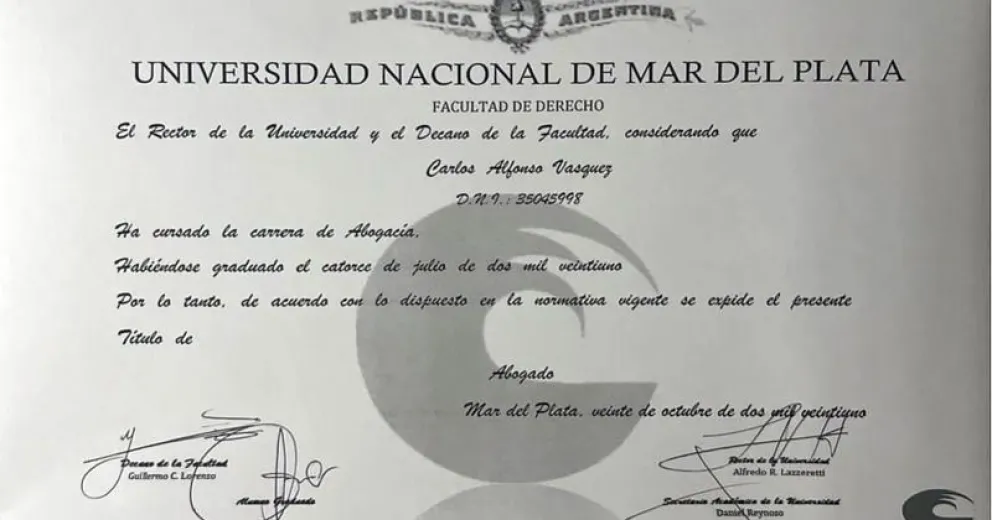 REPÚBLICA ARGENTINA
UNIVERSIDAD NACIONAL DE MAR DEL PLATA
FACULTAD DE DERECHO
El Rector de la Universidad y el Decano de la Facultad, considerando que
Carlos Alfonso Vasquez
D.N.I.: 35045998
Ha cursado la carrera de Abogacía,
Habiéndose graduado el catorce de julio de dos mil veintiuno
Por lo tanto, de acuerdo con lo dispuesto en la normativa vigente se expide el presente
Título de
Abogado
Mar del Plata, veinte de octubre de dos mil veintiuno
Decano de la Facultad
Guillermo C. Lorenzo
Alumno Graduado
Rector de la Universidad
Alfredo R. Lazzeretti
Secretario Académico de la Universidad
Daniel Reynoso